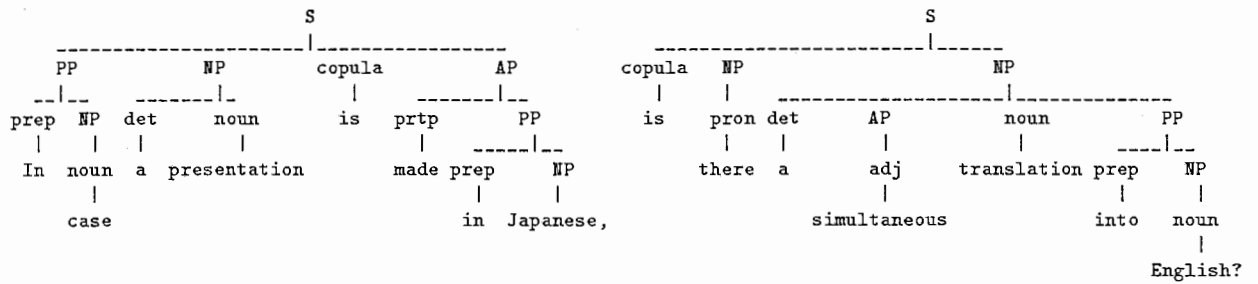 S S
PP NP copula AP copula NP NP
prep NP det noun is prtp PP is pron det AP noun PP
In noun a presentation made prep NP there a adj translation prep NP
case in Japanese, simultaneous into noun
English?